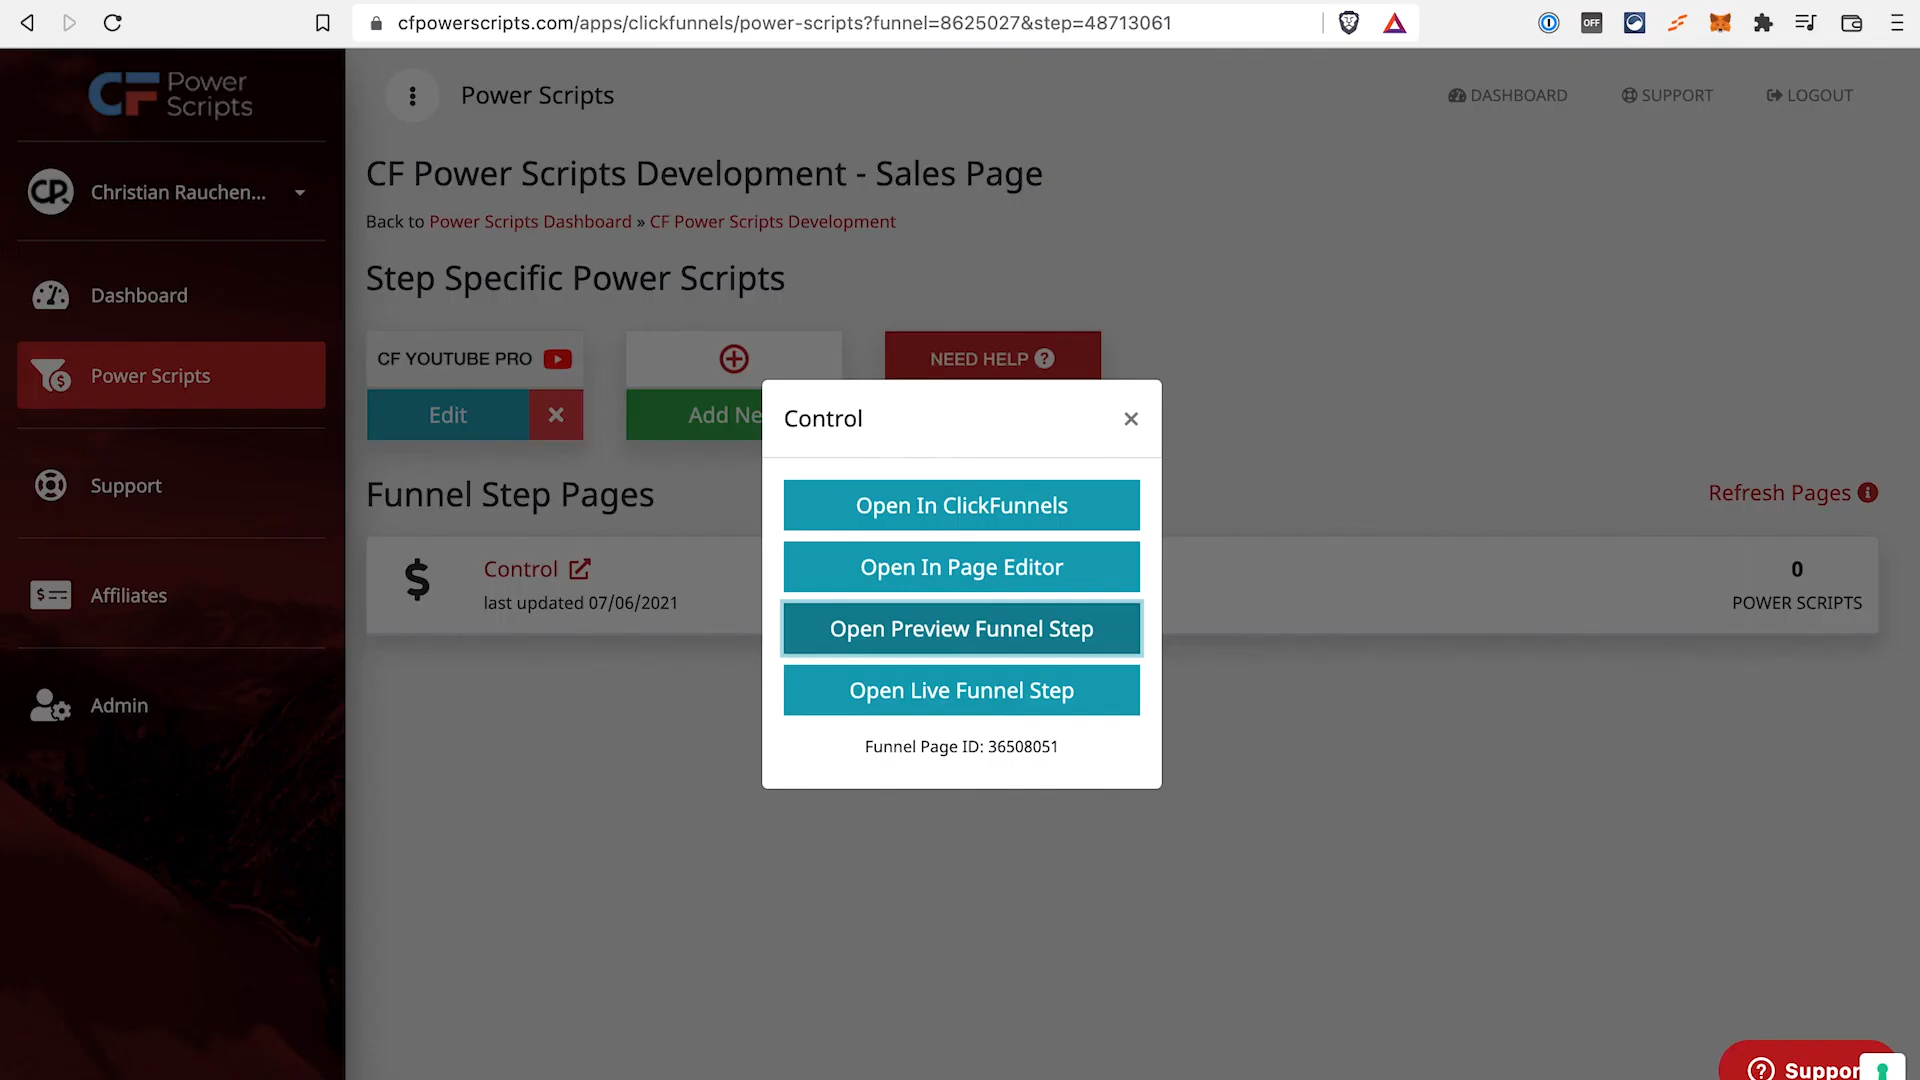 cfpowerscripts.com/apps/clickfunnels/power-scripts?funnel=8625027&step=48713061
OFF
CF Power Scripts
Power Scripts
DASHBOARD
SUPPORT
LOGOUT
CR Christian Rauchen...
Dashboard
Power Scripts
Support
Affiliates
Admin
CF Power Scripts Development - Sales Page
Back to Power Scripts Dashboard » CF Power Scripts Development
Step Specific Power Scripts
CF YOUTUBE PRO
NEED HELP ?
Edit
Add Ne
Funnel Step Pages
Refresh Pages
$
Control
last updated 07/06/2021
0
POWER SCRIPTS
Control
Open In ClickFunnels
Open In Page Editor
Open Preview Funnel Step
Open Live Funnel Step
Funnel Page ID: 36508051
Suppor